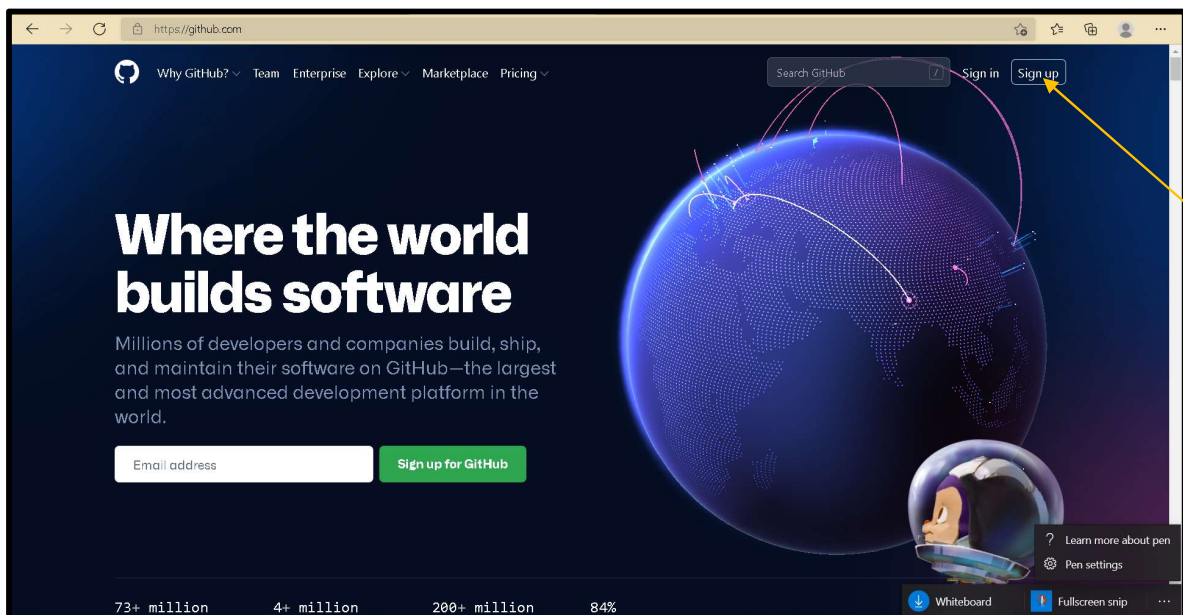 https://github.com
Why GitHub? Team Enterprise Explore Marketplace Pricing
Search GitHub /
Sign in
Sign up
Where the world
builds software
Millions of developers and companies build, ship,
and maintain their software on GitHub—the largest
and most advanced development platform in the
world.
Email address
Sign up for GitHub
? Learn more about pen
Pen settings
73+ million 4+ million 200+ million 84%
Whiteboard
Fullscreen snip